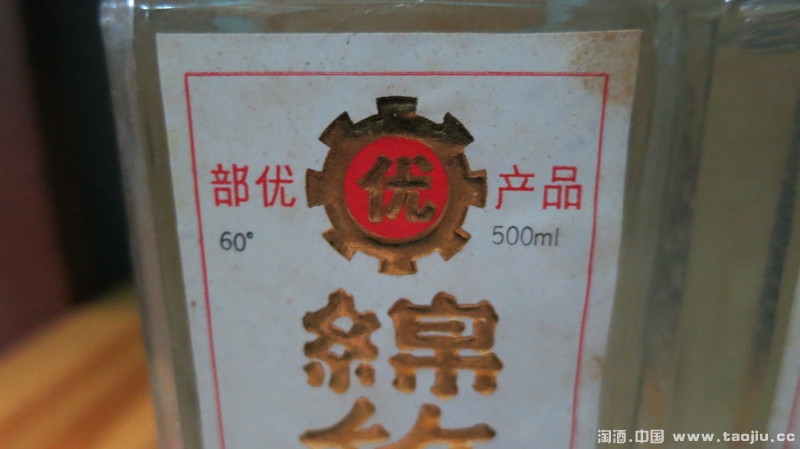 部优 优 产品
60° 500ml
綿
淘酒.中国 www.taojiu.cc